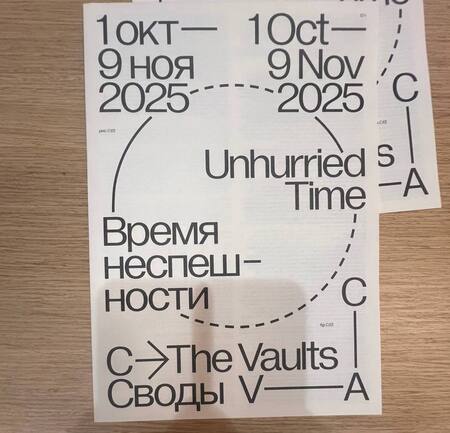 1 окт—
9 ноя
2025
1 Oct—
9 Nov
2025
Unhurried
Time
Время
неспеш-
ности
C
C→The Vaults
Своды V—A
C
s
—A